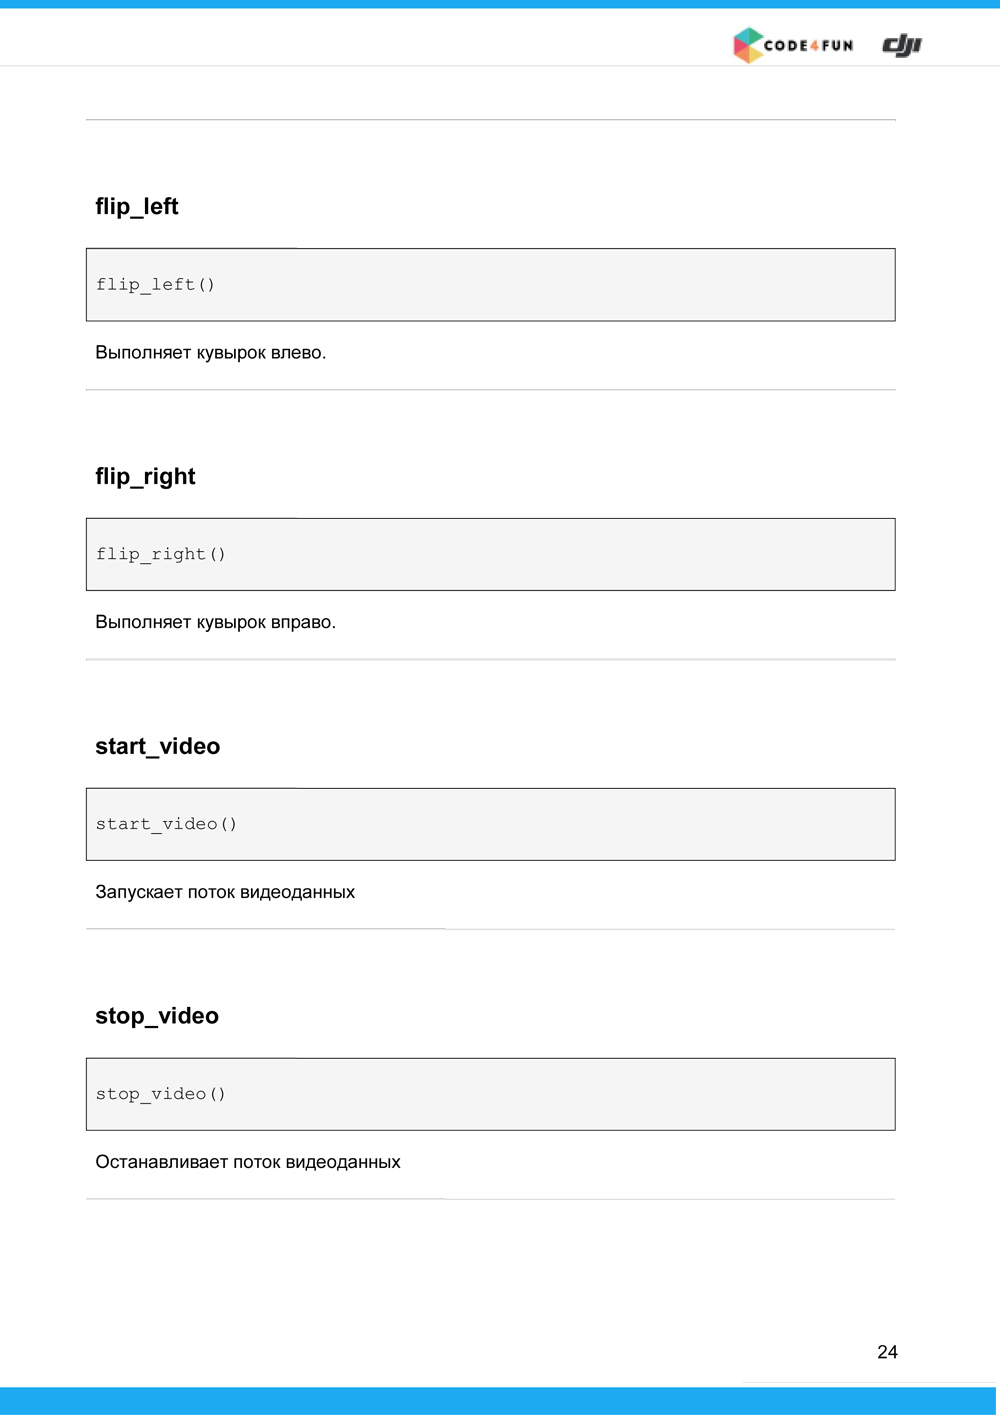 CODE4FUN dji
flip_left
flip_left()
Выполняет кувырок влево.
flip_right
flip_right()
Выполняет кувырок вправо.
start_video
start_video()
Запускает поток видеоданных
stop_video
stop_video()
Останавливает поток видеоданных
24